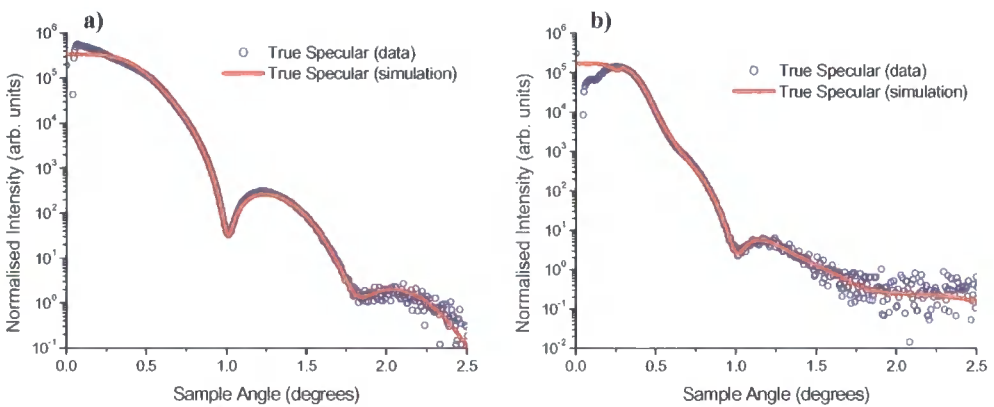 a)
True Specular (data)
True Specular (simulation)
Normalised Intensity (arb. units)
10^6
10^5
10^4
10^3
10^2
10^1
10^0
10^-1
0.0 0.5 1.0 1.5 2.0 2.5
Sample Angle (degrees)
b)
True Specular (data)
True Specular (simulation)
Normalised Intensity (arb. units)
10^6
10^5
10^4
10^3
10^2
10^1
10^0
10^-1
10^-2
0.0 0.5 1.0 1.5 2.0 2.5
Sample Angle (degrees)